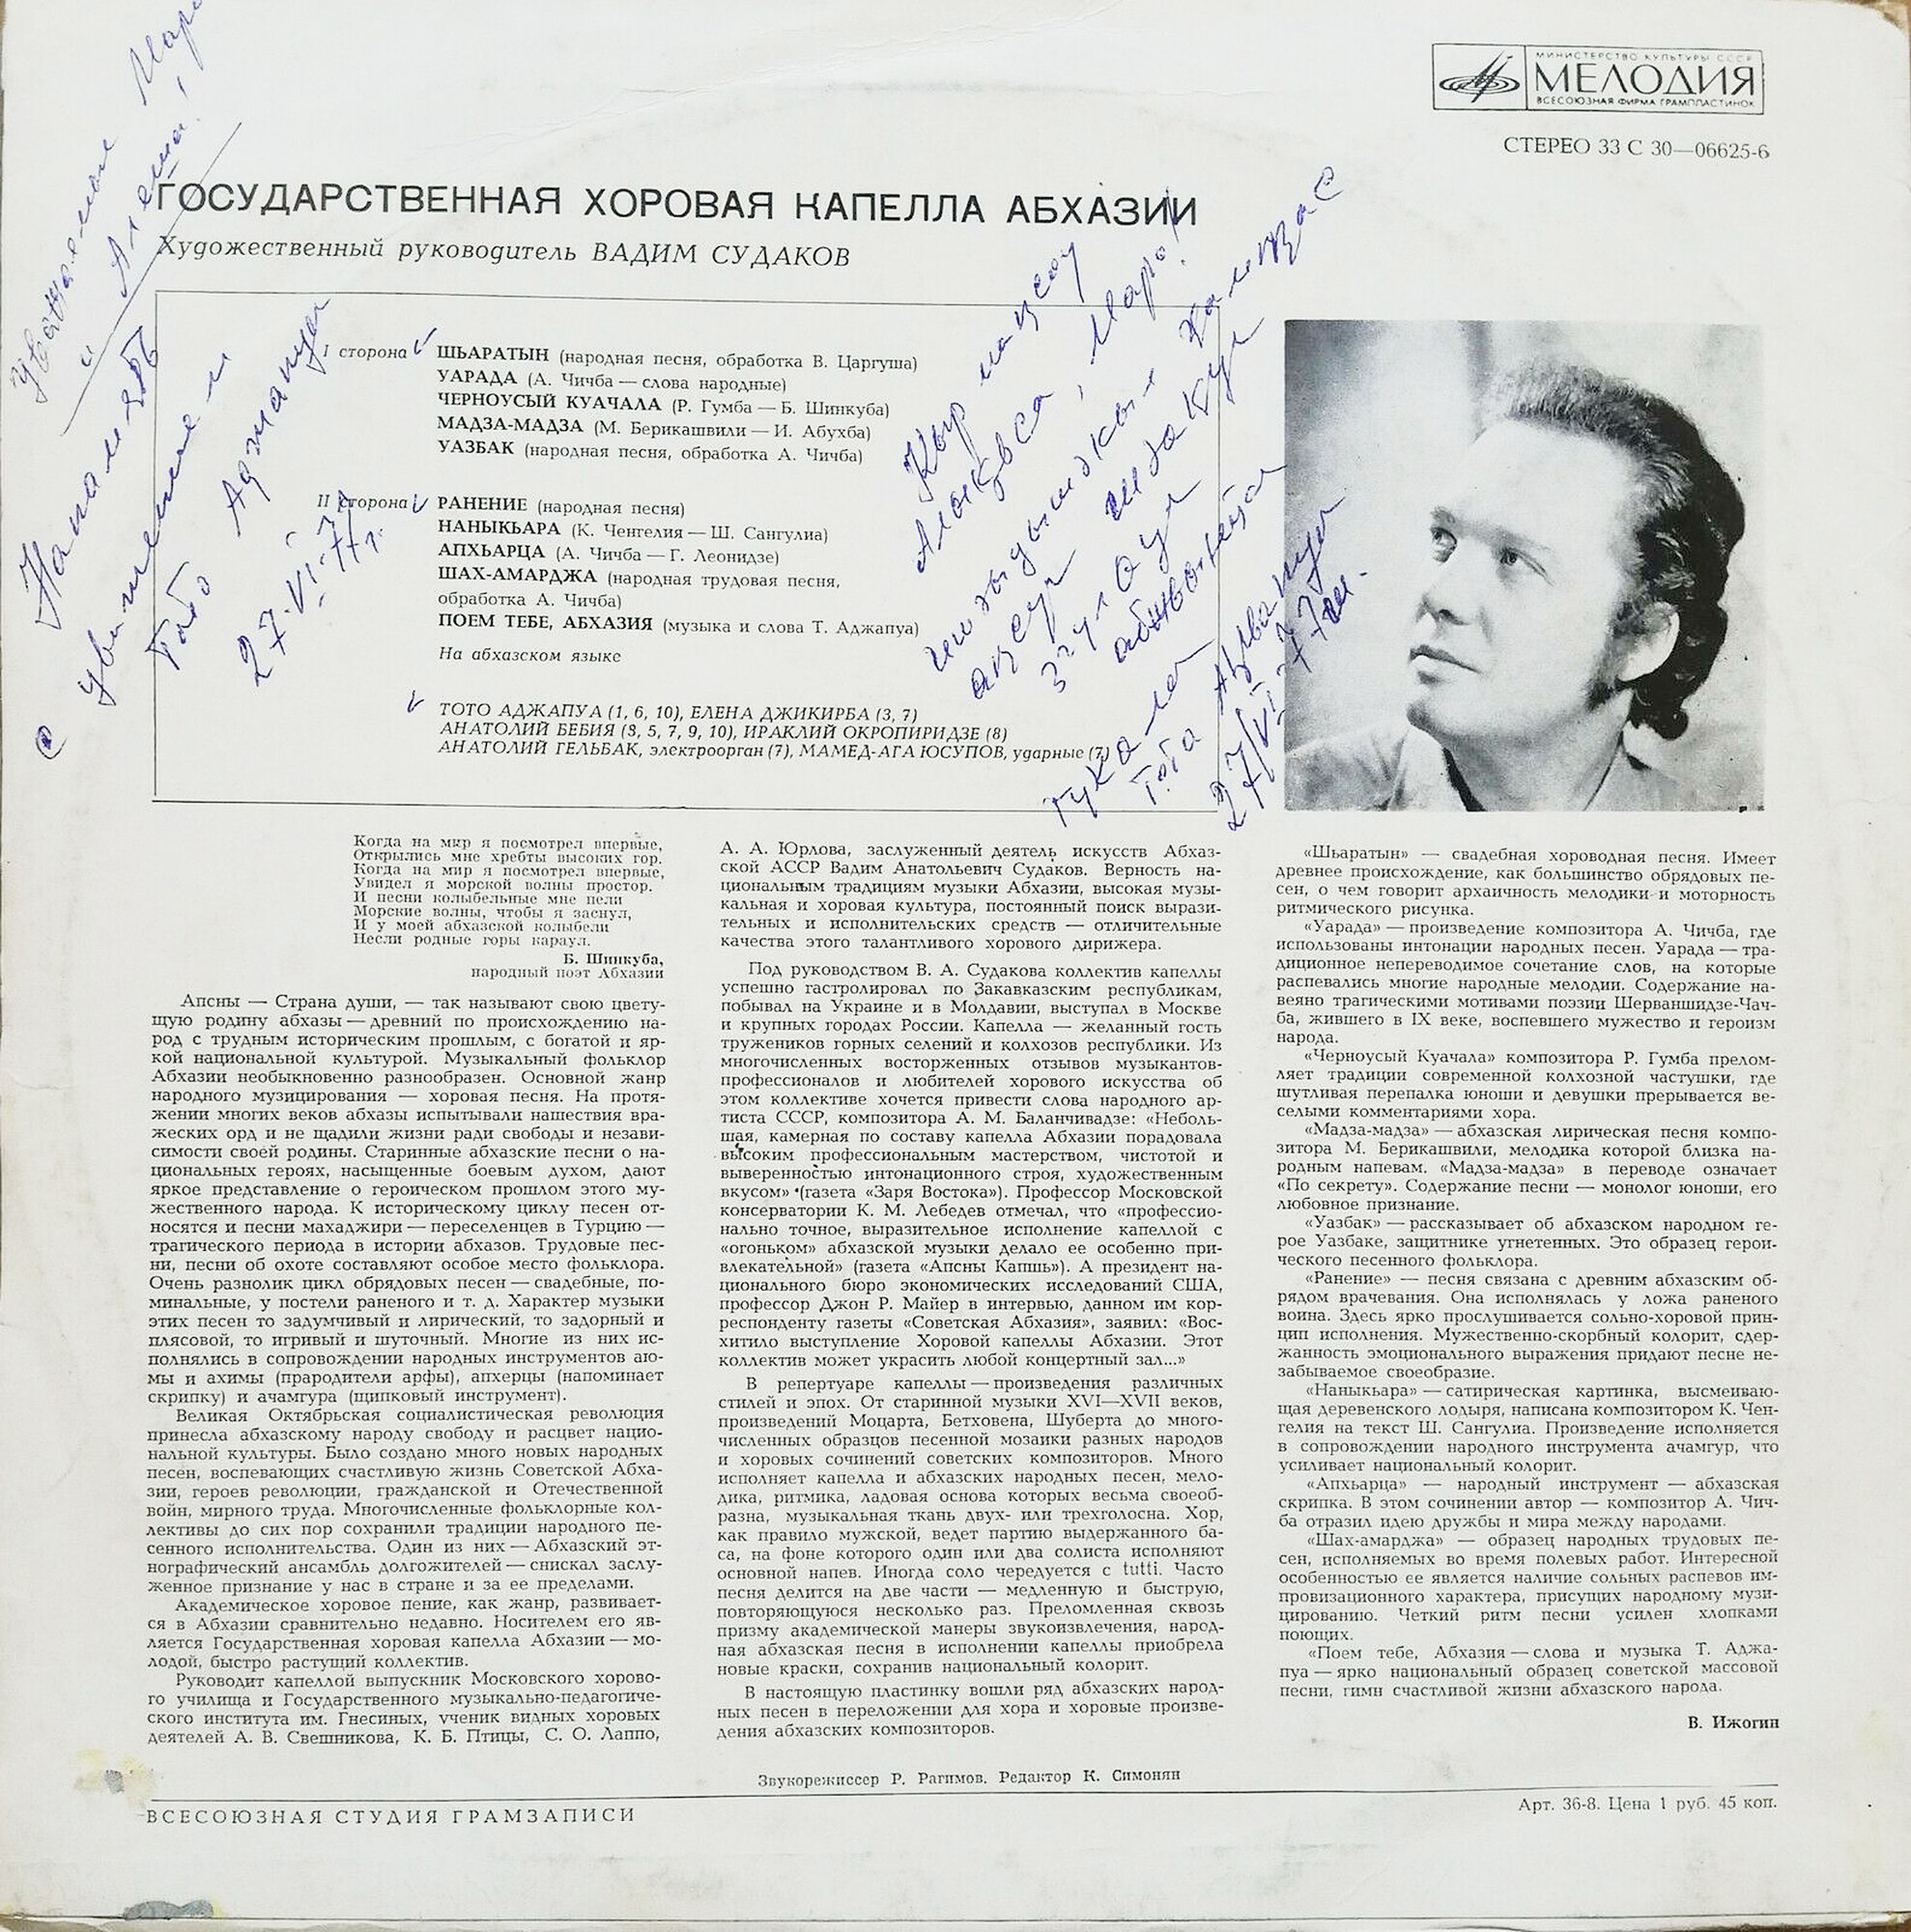 МИНИСТЕРСТВО КУЛЬТУРЫ СССР
МЕЛОДИЯ
ВСЕСОЮЗНАЯ ФИРМА ГРАМПЛАСТИНОК
СТЕРЕО 33 С 30—06625-6
ГОСУДАРСТВЕННАЯ ХОРОВАЯ КАПЕЛЛА АБХАЗИИ
Художественный руководитель ВАДИМ СУДАКОВ
I сторона ШЬАРАТЫН (народная песня, обработка В. Царгуша)
УАРАДА (А. Чичба — слова народные)
ЧЕРНОУСЫЙ КУАЧАЛА (Р. Гумба — Б. Шинкуба)
МАДЗА-МАДЗА (М. Берикашвили — И. Абухба)
УАЗБАК (народная песня, обработка А. Чичба)
II сторона РАНЕНИЕ (народная песня)
НАНЫКЬАРА (К. Ченгелия — Ш. Сангулиа)
АПХЬАРЦА (А. Чичба — Г. Леонидзе)
ШАХ-АМАРДЖА (народная трудовая песня,
обработка А. Чичба)
ПОЕМ ТЕБЕ, АБХАЗИЯ (музыка и слова Т. Аджапуа)
На абхазском языке
ТОТО АДЖАПУА (1, 6, 10), ЕЛЕНА ДЖИКИРБА (3, 7)
АНАТОЛИЙ БЕБИЯ (3, 5, 7, 9, 10), ИРАКЛИЙ ОКРОПИРИДЗЕ (8)
АНАТОЛИЙ ГЕЛЬБАК, электроорган (7), МАМЕД-АГА ЮСУПОВ, ударные (7)
Уважаемым
и Алеша!
На память
с уважением
Тото Аджапуа
27.VI-77г.
Тота
27/VI-77
Когда на мир я посмотрел впервые,
Открылись мне хребты высоких гор.
Когда на мир я посмотрел впервые,
Увидел я морской волны простор.
И песни колыбельные мне пели
Морские волны, чтобы я заснул,
И у моей абхазской колыбели
Несли родные горы караул.
Б. Шинкуба,
народный поэт Абхазии
Апсны — Страна души, — так называют свою цвету-
щую родину абхазы — древний по происхождению на-
род с трудным историческим прошлым, с богатой и яр-
кой национальной культурой. Музыкальный фольклор
Абхазии необыкновенно разнообразен. Основной жанр
народного музицирования — хоровая песня. На протя-
жении многих веков абхазы испытывали нашествия вра-
жеских орд и не щадили жизни ради свободы и незави-
симости своей родины. Старинные абхазские песни о на-
циональных героях, насыщенные боевым духом, дают
яркое представление о героическом прошлом этого му-
жественного народа. К историческому циклу песен от-
носятся и песни махаджири — переселенцев в Турцию —
трагического периода в истории абхазов. Трудовые пес-
ни, песни об охоте составляют особое место фольклора.
Очень разнолик цикл обрядовых песен — свадебные, по-
минальные, у постели раненого и т. д. Характер музыки
этих песен то задумчивый и лирический, то задорный и
плясовой, то игривый и шуточный. Многие из них ис-
полнялись в сопровождении народных инструментов аю-
мы и ахимы (прародители арфы), апхерцы (напоминает
скрипку) и ачамгура (щипковый инструмент).
Великая Октябрьская социалистическая революция
принесла абхазскому народу свободу и расцвет нацио-
нальной культуры. Было создано много новых народных
песен, воспевающих счастливую жизнь Советской Абха-
зии, героев революции, гражданской и Отечественной
войн, мирного труда. Многочисленные фольклорные кол-
лективы до сих пор сохранили традиции народного пе-
сенного исполнительства. Один из них — Абхазский эт-
нографический ансамбль долгожителей — снискал заслу-
женное признание у нас в стране и за ее пределами.
Академическое хоровое пение, как жанр, развивает-
ся в Абхазии сравнительно недавно. Носителем его яв-
ляется Государственная хоровая капелла Абхазии — мо-
лодой, быстро растущий коллектив.
Руководит капеллой выпускник Московского хорово-
го училища и Государственного музыкально-педагогиче-
ского института им. Гнесиных, ученик видных хоровых
деятелей А. В. Свешникова, К. Б. Птицы, С. О. Лаппо,
А. А. Юрлова, заслуженный деятель искусств Абхаз-
ской АССР Вадим Анатольевич Судаков. Верность на-
циональным традициям музыки Абхазии, высокая музы-
кальная и хоровая культура, постоянный поиск вырази-
тельных и исполнительских средств — отличительные
качества этого талантливого хорового дирижера.
Под руководством В. А. Судакова коллектив капеллы
успешно гастролировал по Закавказским республикам,
побывал на Украине и в Молдавии, выступал в Москве
и крупных городах России. Капелла — желанный гость
тружеников горных селений и колхозов республики. Из
многочисленных восторженных отзывов музыкантов-
профессионалов и любителей хорового искусства об
этом коллективе хочется привести слова народного ар-
тиста СССР, композитора А. М. Баланчивадзе: «Неболь-
шая, камерная по составу капелла Абхазии порадовала
высоким профессиональным мастерством, чистотой и
выверенностью интонационного строя, художественным
вкусом» (газета «Заря Востока»). Профессор Московской
консерватории К. М. Лебедев отмечал, что «профессио-
нально точное, выразительное исполнение капеллой с
«огоньком» абхазской музыки делало ее особенно при-
влекательной» (газета «Апсны Капшь»). А президент на-
ционального бюро экономических исследований США,
профессор Джон Р. Майер в интервью, данном им кор-
респонденту газеты «Советская Абхазия», заявил: «Вос-
хитило выступление Хоровой капеллы Абхазии. Этот
коллектив может украсить любой концертный зал...»
В репертуаре капеллы — произведения различных
стилей и эпох. От старинной музыки XVI—XVII веков,
произведений Моцарта, Бетховена, Шуберта до много-
численных образцов песенной мозаики разных народов
и хоровых сочинений советских композиторов. Много
исполняет капелла и абхазских народных песен, мело-
дика, ритмика, ладовая основа которых весьма своеоб-
разна, музыкальная ткань двух- или трехголосна. Хор,
как правило мужской, ведет партию выдержанного ба-
са, на фоне которого один или два солиста исполняют
основной напев. Иногда соло чередуется с tutti. Часто
песня делится на две части — медленную и быструю,
повторяющуюся несколько раз. Преломленная сквозь
призму академической манеры звукоизвлечения, народ-
ная абхазская песня в исполнении капеллы приобрела
новые краски, сохранив национальный колорит.
В настоящую пластинку вошли ряд абхазских народ-
ных песен в переложении для хора и хоровые произве-
дения абхазских композиторов.
«Шьаратын» — свадебная хороводная песня. Имеет
древнее происхождение, как большинство обрядовых пе-
сен, о чем говорит архаичность мелодики и моторность
ритмического рисунка.
«Уарада» — произведение композитора А. Чичба, где
использованы интонации народных песен. Уарада — тра-
диционное непереводимое сочетание слов, на которые
распевались многие народные мелодии. Содержание на-
веяно трагическими мотивами поэзии Шерваншидзе-Чач-
ба, жившего в IX веке, воспевшего мужество и героизм
народа.
«Черноусый Куачала» композитора Р. Гумба прелом-
ляет традиции современной колхозной частушки, где
шутливая перепалка юноши и девушки прерывается ве-
селыми комментариями хора.
«Мадза-мадза» — абхазская лирическая песня компо-
зитора М. Берикашвили, мелодика которой близка на-
родным напевам. «Мадза-мадза» в переводе означает
«По секрету». Содержание песни — монолог юноши, его
любовное признание.
«Уазбак» — рассказывает об абхазском народном ге-
рое Уазбаке, защитнике угнетенных. Это образец герои-
ческого песенного фольклора.
«Ранение» — песня связана с древним абхазским об-
рядом врачевания. Она исполнялась у ложа раненого
воина. Здесь ярко прослушивается сольно-хоровой прин-
цип исполнения. Мужественно-скорбный колорит, сдер-
жанность эмоционального выражения придают песне не-
забываемое своеобразие.
«Наныкьара» — сатирическая картинка, высмеиваю-
щая деревенского лодыря, написана композитором К. Чен-
гелия на текст Ш. Сангулиа. Произведение исполняется
в сопровождении народного инструмента ачамгур, что
усиливает национальный колорит.
«Апхьарца» — народный инструмент — абхазская
скрипка. В этом сочинении автор — композитор А. Чич-
ба отразил идею дружбы и мира между народами.
«Шах-амарджа» — образец народных трудовых пе-
сен, исполняемых во время полевых работ. Интересной
особенностью ее является наличие сольных распевов им-
провизационного характера, присущих народному музи-
цированию. Четкий ритм песни усилен хлопками
поющих.
«Поем тебе, Абхазия — слова и музыка Т. Аджа-
пуа — ярко национальный образец советской массовой
песни, гимн счастливой жизни абхазского народа.
В. Ижогин
Звукорежиссер Р. Рагимов. Редактор К. Симонян
ВСЕСОЮЗНАЯ СТУДИЯ ГРАМЗАПИСИ
Арт. 36-8. Цена 1 руб. 45 коп.